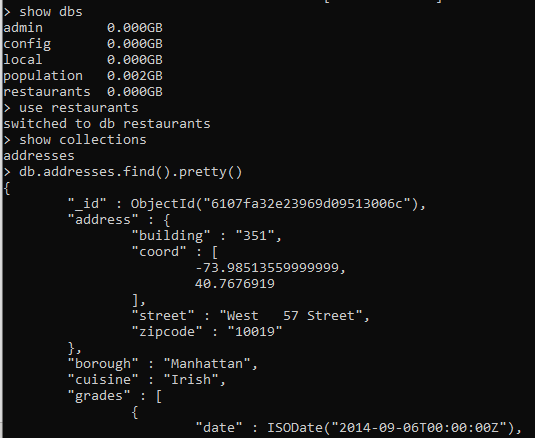 > show dbs
admin        0.000GB
config       0.000GB
local        0.000GB
population   0.002GB
restaurants  0.000GB
> use restaurants
switched to db restaurants
> show collections
addresses
> db.addresses.find().pretty()
{
        "_id" : ObjectId("6107fa32e23969d09513006c"),
        "address" : {
                "building" : "351",
                "coord" : [
                        -73.98513559999999,
                        40.7676919
                ],
                "street" : "West   57 Street",
                "zipcode" : "10019"
        },
        "borough" : "Manhattan",
        "cuisine" : "Irish",
        "grades" : [
                {
                        "date" : ISODate("2014-09-06T00:00:00Z"),